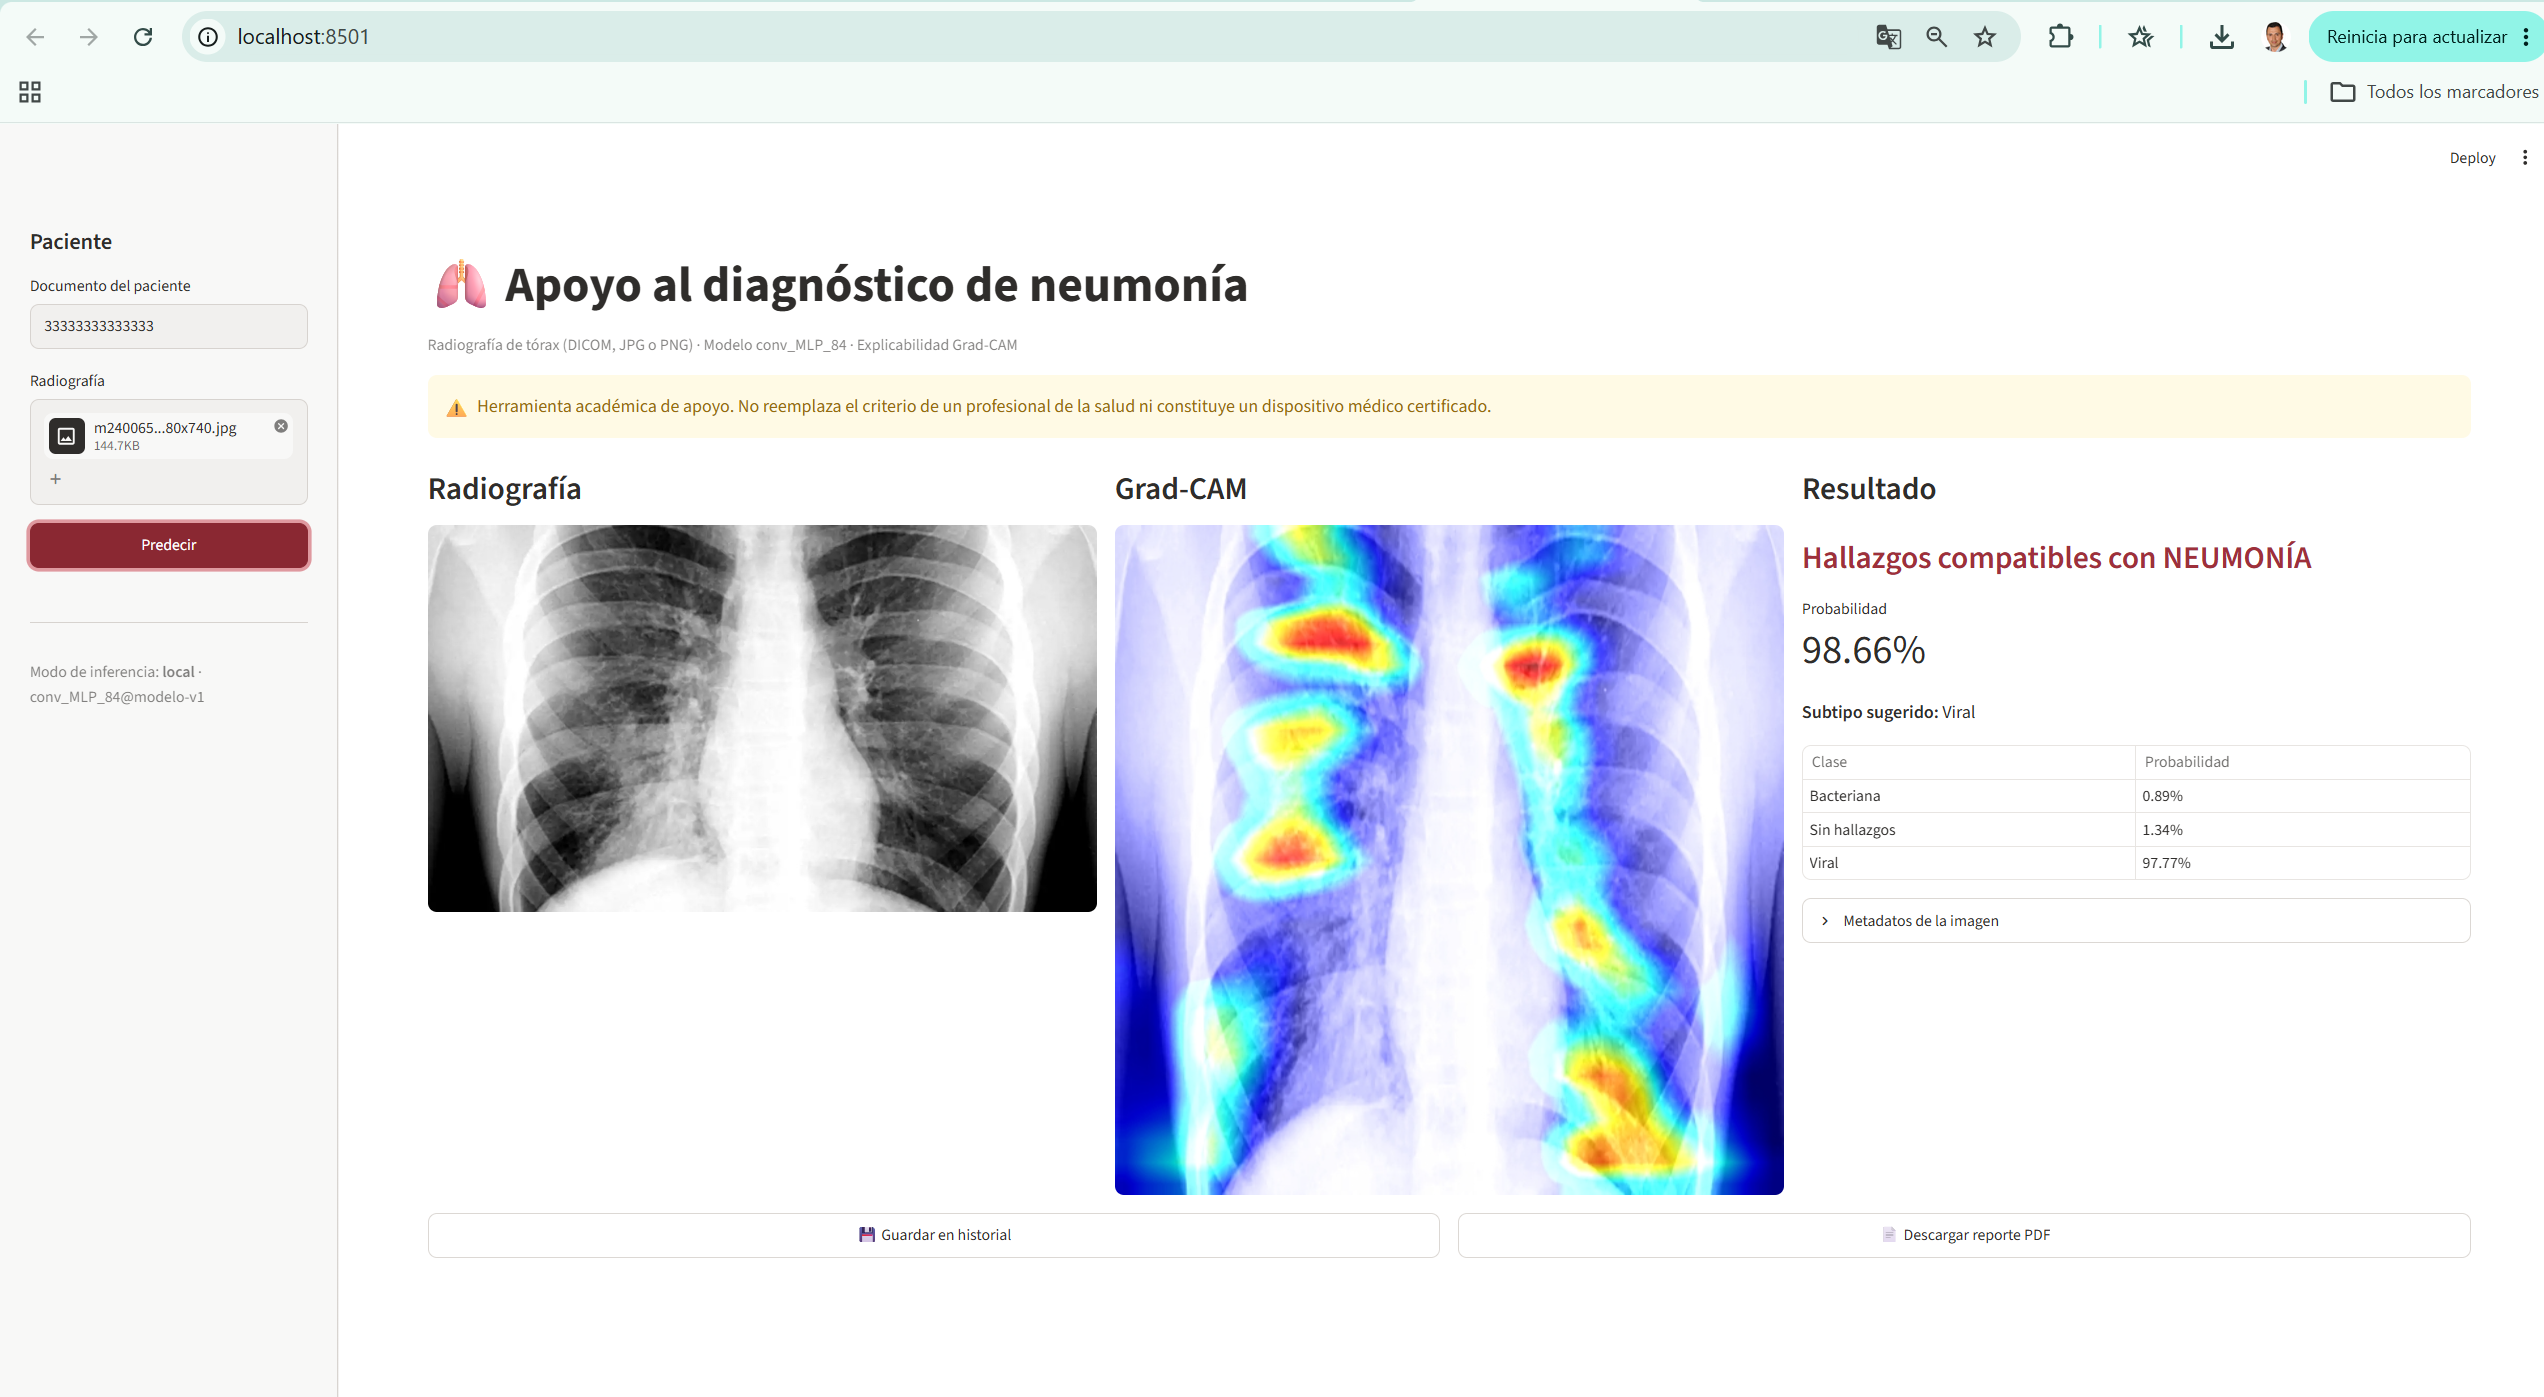 localhost:8501
Reinicia para actualizar
Todos los marcadores
Deploy
Paciente
Documento del paciente
33333333333333
Radiografía
m240065...80x740.jpg
144.7KB
+
Predecir
Modo de inferencia: local ·
conv_MLP_84@modelo-v1
Apoyo al diagnóstico de neumonía
Radiografía de tórax (DICOM, JPG o PNG) · Modelo conv_MLP_84 · Explicabilidad Grad-CAM
Herramienta académica de apoyo. No reemplaza el criterio de un profesional de la salud ni constituye un dispositivo médico certificado.
Radiografía
Grad-CAM
Resultado
Hallazgos compatibles con NEUMONÍA
Probabilidad
98.66%
Subtipo sugerido: Viral
Clase Probabilidad
Bacteriana 0.89%
Sin hallazgos 1.34%
Viral 97.77%
Metadatos de la imagen
Guardar en historial
Descargar reporte PDF